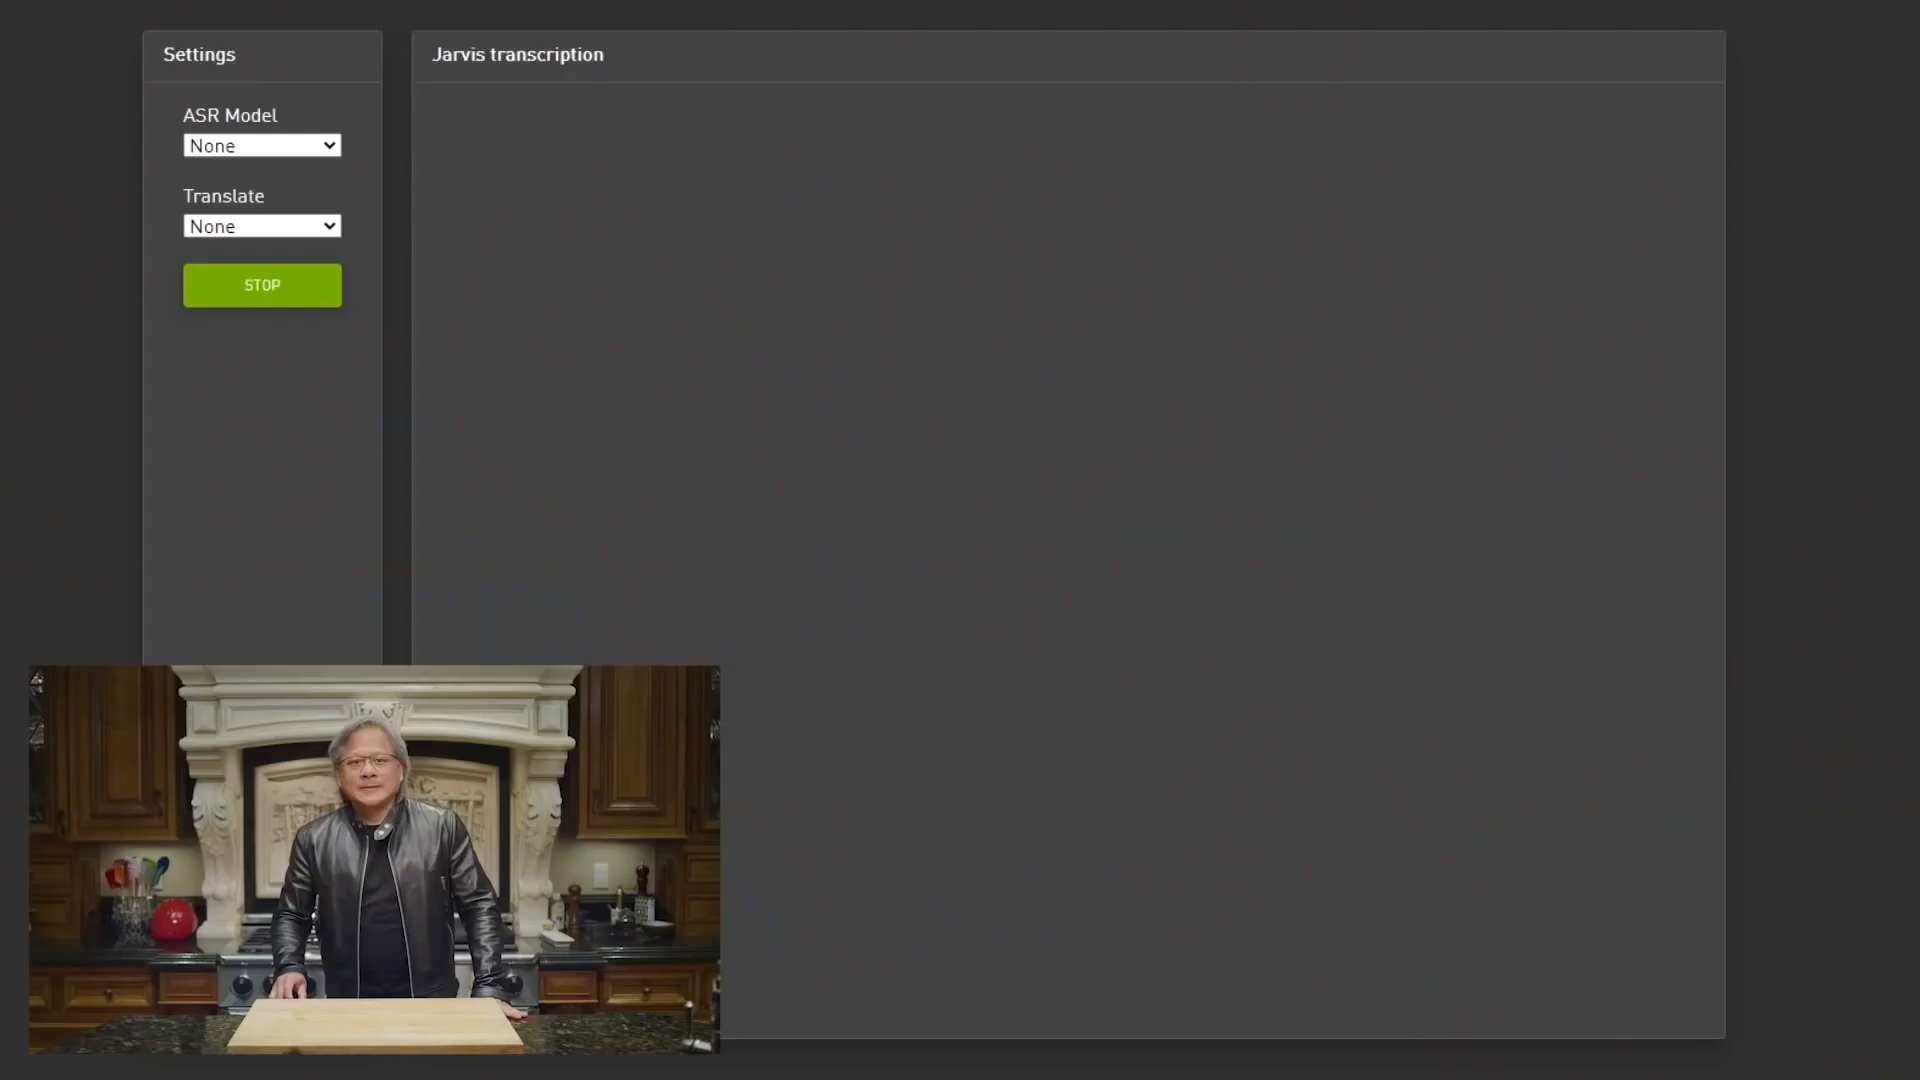 Settings
ASR Model
None
Translate
None
STOP
Jarvis transcription